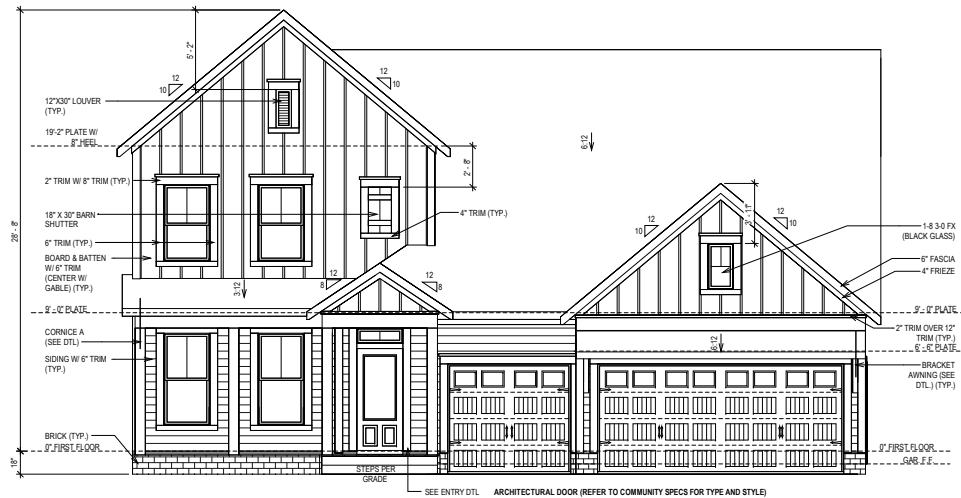 5' - 2"
12
10
12
10
12"X30" LOUVER
(TYP.)
19'-2" PLATE W/
8" HEEL
6:12
2' - 8"
2" TRIM W/ 8" TRIM (TYP.)
18" X 30" BARN
SHUTTER
4" TRIM (TYP.)
28' - 8"
6" TRIM (TYP.)
BOARD & BATTEN
W/ 6" TRIM
(CENTER W/
GABLE) (TYP.)
3:12
12
8
12
8
12
10
3' - 11"
12
10
1-8 3-0 FX
(BLACK GLASS)
6" FASCIA
4" FRIEZE
9' - 0" PLATE
9' - 0" PLATE
CORNICE A
(SEE DTL)
SIDING W/ 6" TRIM
(TYP.)
2" TRIM OVER 12"
TRIM (TYP.)
6' - 6" PLATE
6:12
BRACKET
AWNING (SEE
DTL.) (TYP.)
BRICK (TYP.)
0" FIRST FLOOR
0" FIRST FLOOR
GAR. F.F.
18"
STEPS PER
GRADE
SEE ENTRY DTL
ARCHITECTURAL DOOR (REFER TO COMMUNITY SPECS FOR TYPE AND STYLE)